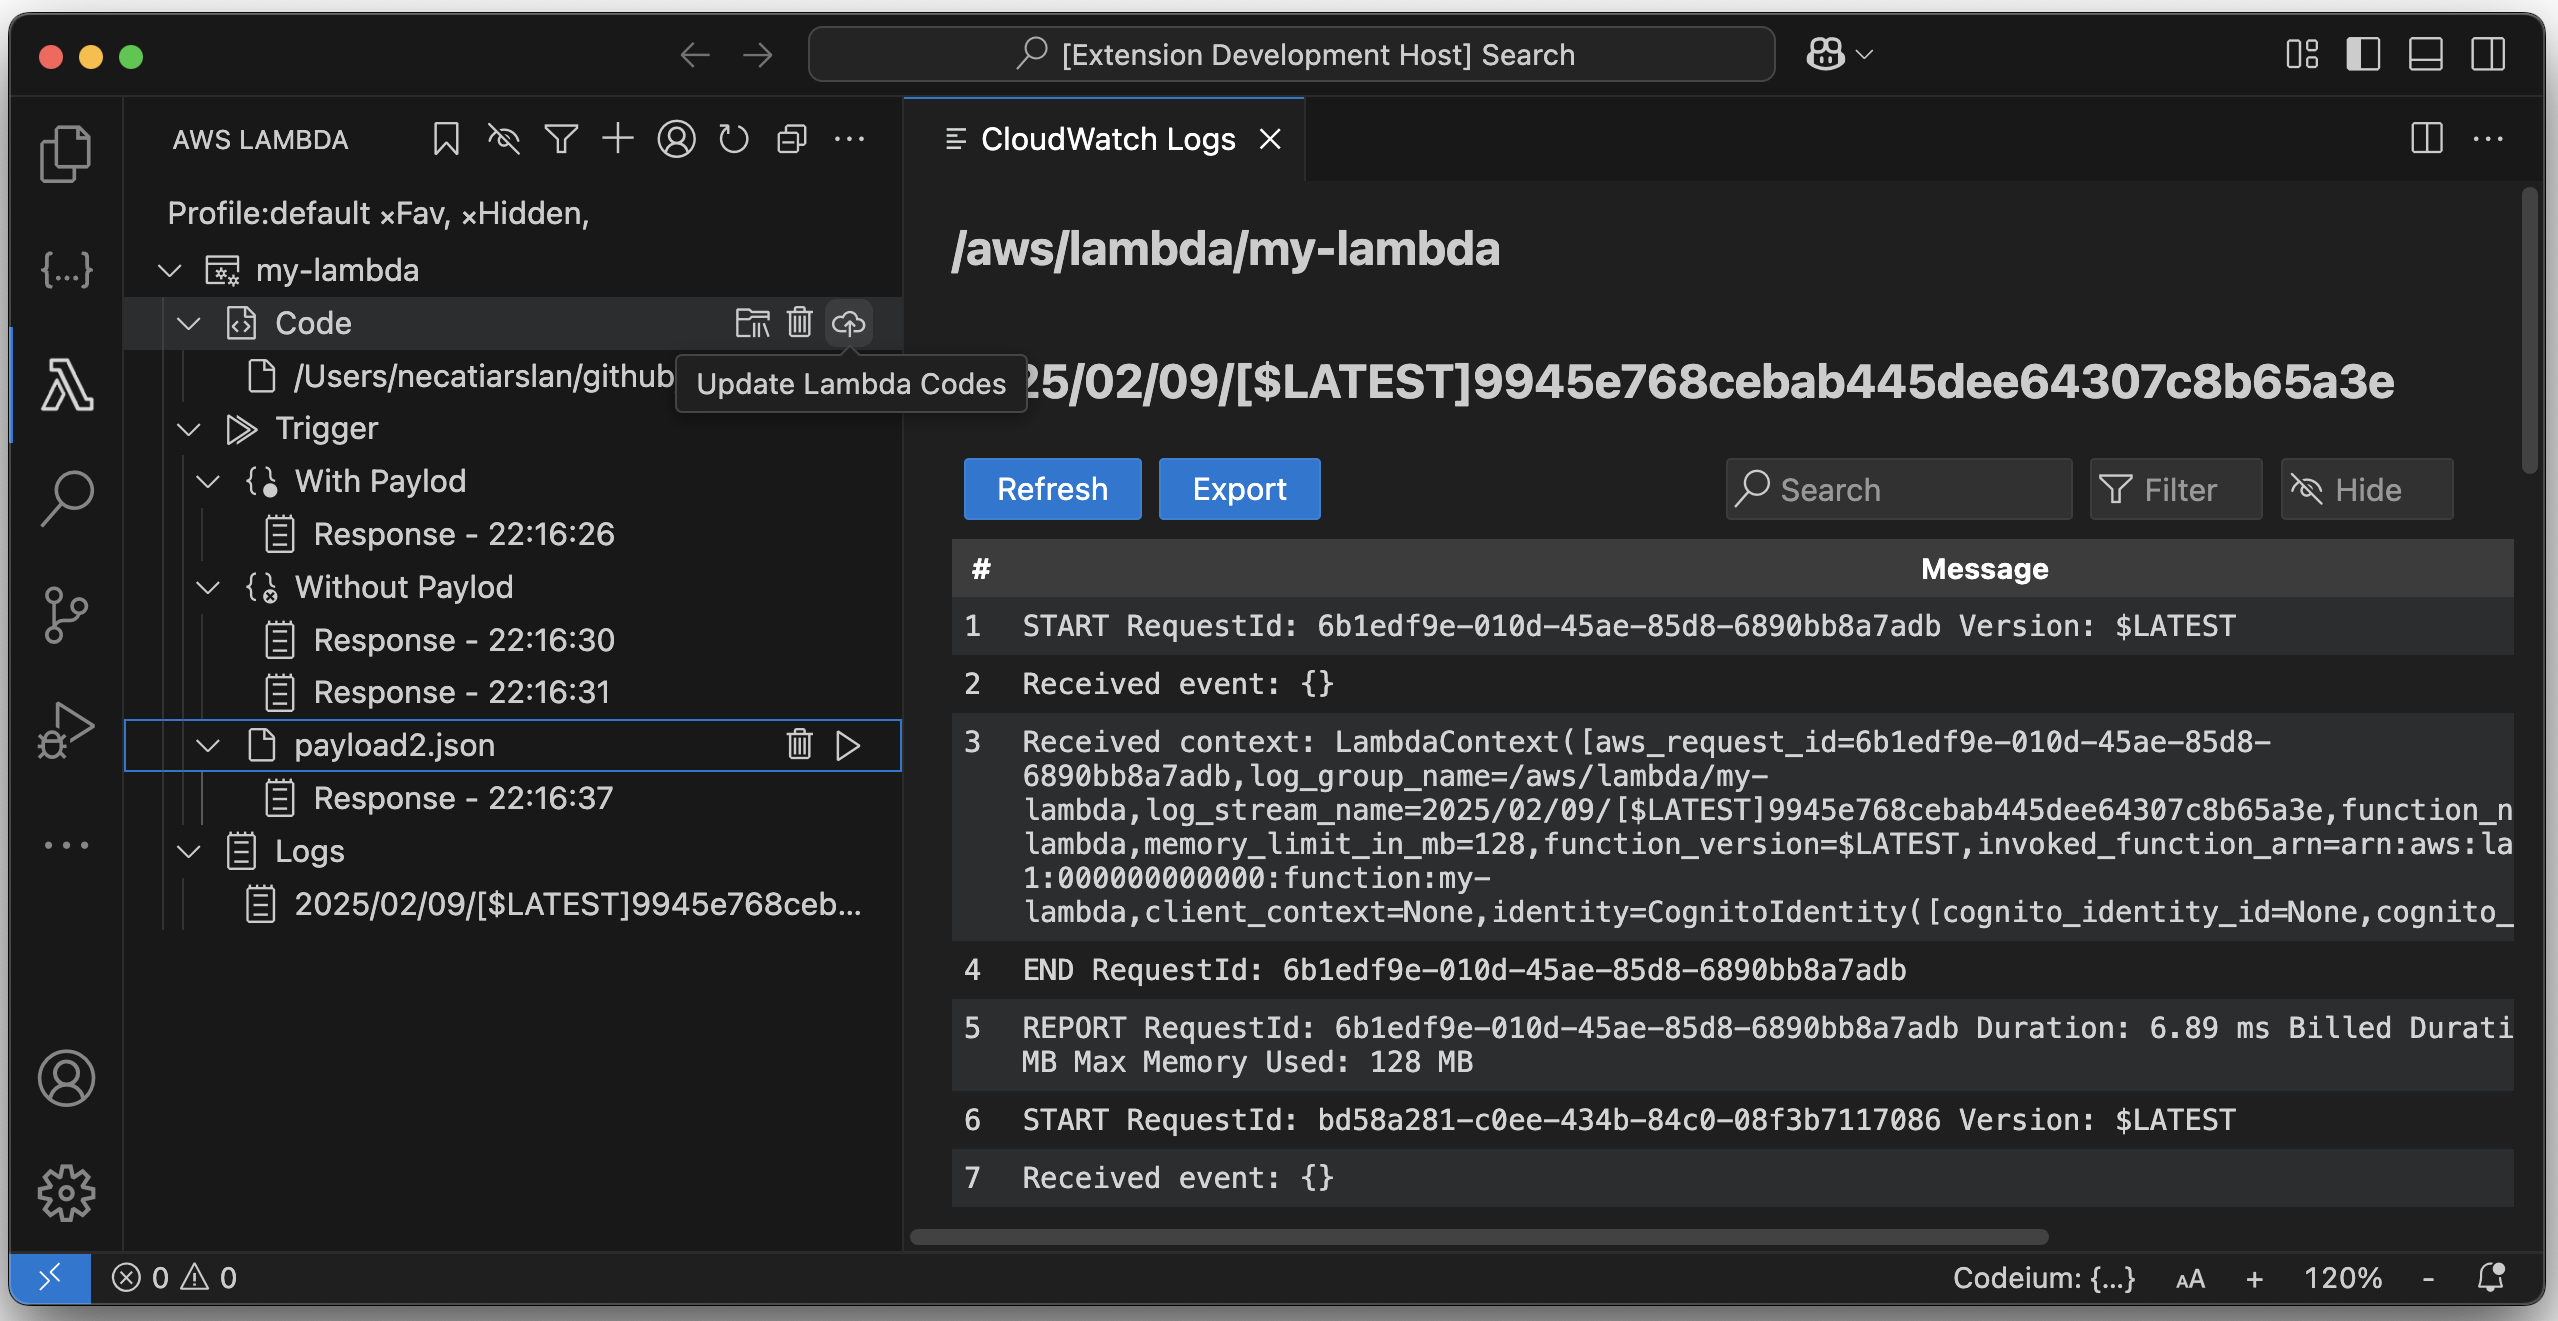 [Extension Development Host] Search
AWS LAMBDA
Profile:default ×Fav, ×Hidden,
my-lambda
Code
/Users/necatiarslan/github
Update Lambda Codes
Trigger
With Paylod
Response - 22:16:26
Without Paylod
Response - 22:16:30
Response - 22:16:31
payload2.json
Response - 22:16:37
Logs
2025/02/09/[$LATEST]9945e768ceb...
CloudWatch Logs
/aws/lambda/my-lambda
25/02/09/[$LATEST]9945e768cebab445dee64307c8b65a3e
Refresh Export Search Filter Hide
# Message
1 START RequestId: 6b1edf9e-010d-45ae-85d8-6890bb8a7adb Version: $LATEST
2 Received event: {}
3 Received context: LambdaContext([aws_request_id=6b1edf9e-010d-45ae-85d8-
6890bb8a7adb,log_group_name=/aws/lambda/my-
lambda,log_stream_name=2025/02/09/[$LATEST]9945e768cebab445dee64307c8b65a3e,function_n
lambda,memory_limit_in_mb=128,function_version=$LATEST,invoked_function_arn=arn:aws:la
1:000000000000:function:my-
lambda,client_context=None,identity=CognitoIdentity([cognito_identity_id=None,cognito_
4 END RequestId: 6b1edf9e-010d-45ae-85d8-6890bb8a7adb
5 REPORT RequestId: 6b1edf9e-010d-45ae-85d8-6890bb8a7adb Duration: 6.89 ms Billed Durati
MB Max Memory Used: 128 MB
6 START RequestId: bd58a281-c0ee-434b-84c0-08f3b7117086 Version: $LATEST
7 Received event: {}
0 0
Codeium: {...} AA + 120% -